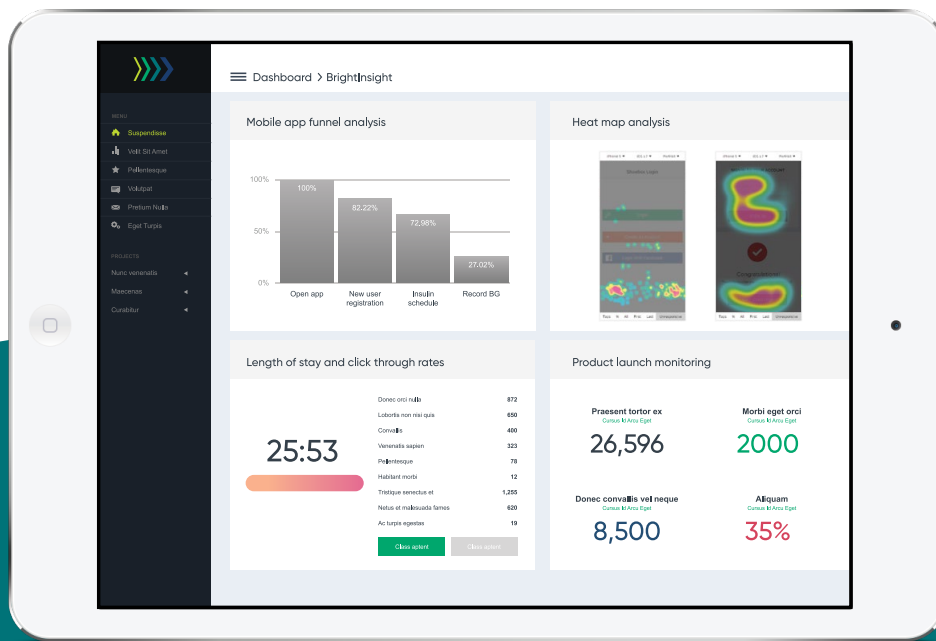 Dashboard > BrightInsight
MENU
Suspendisse
Velit Sit Amet
Pellentesque
Volutpat
Pretium Nulla
Eget Turpis
PROJECTS
Nunc venenatis
Maecenas
Curabitur
Mobile app funnel analysis
100%
50%
0%
100%
82.22%
72.98%
27.02%
Open app
New user
registration
Insulin
schedule
Record BG
Heat map analysis
Length of stay and click through rates
25:53
Donec orci nulla 872
Lobortis non nisi quis 650
Convallis 400
Venenatis sapien 323
Pellentesque 78
Habitant morbi 12
Tristique senectus et 1,255
Netus et malesuada fames 620
Ac turpis egestas 19
Class aptent Class aptent
Product launch monitoring
Praesent tortor ex
Cursus Id Arcu Eget
26,596
Morbi eget orci
Cursus Id Arcu Eget
2000
Donec convallis vel neque
Cursus Id Arcu Eget
8,500
Aliquam
Cursus Id Arcu Eget
35%